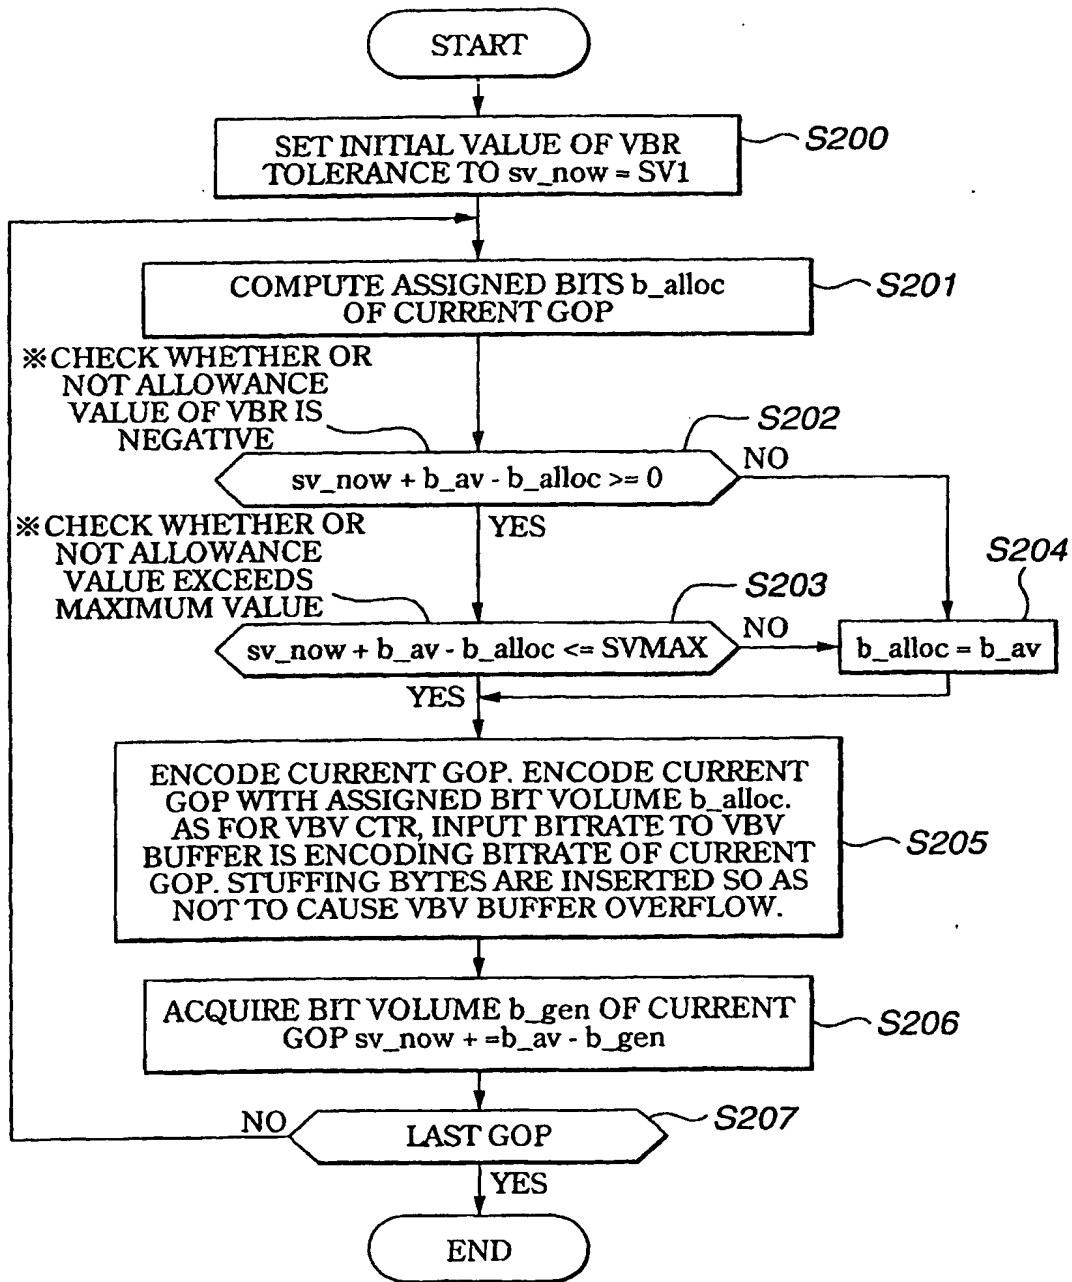 START
SET INITIAL VALUE OF VBR
TOLERANCE TO sv_now = SV1
S200
COMPUTE ASSIGNED BITS b_alloc
OF CURRENT GOP
S201
※CHECK WHETHER OR
NOT ALLOWANCE
VALUE OF VBR IS
NEGATIVE
S202
sv_now + b_av - b_alloc >= 0
NO
YES
※CHECK WHETHER OR
NOT ALLOWANCE
VALUE EXCEEDS
MAXIMUM VALUE
S203
S204
sv_now + b_av - b_alloc <= SVMAX
NO
b_alloc = b_av
YES
ENCODE CURRENT GOP. ENCODE CURRENT
GOP WITH ASSIGNED BIT VOLUME b_alloc.
AS FOR VBV CTR, INPUT BITRATE TO VBV
BUFFER IS ENCODING BITRATE OF CURRENT
GOP. STUFFING BYTES ARE INSERTED SO AS
NOT TO CAUSE VBV BUFFER OVERFLOW.
S205
ACQUIRE BIT VOLUME b_gen OF CURRENT
GOP sv_now + =b_av - b_gen
S206
NO
LAST GOP
S207
YES
END